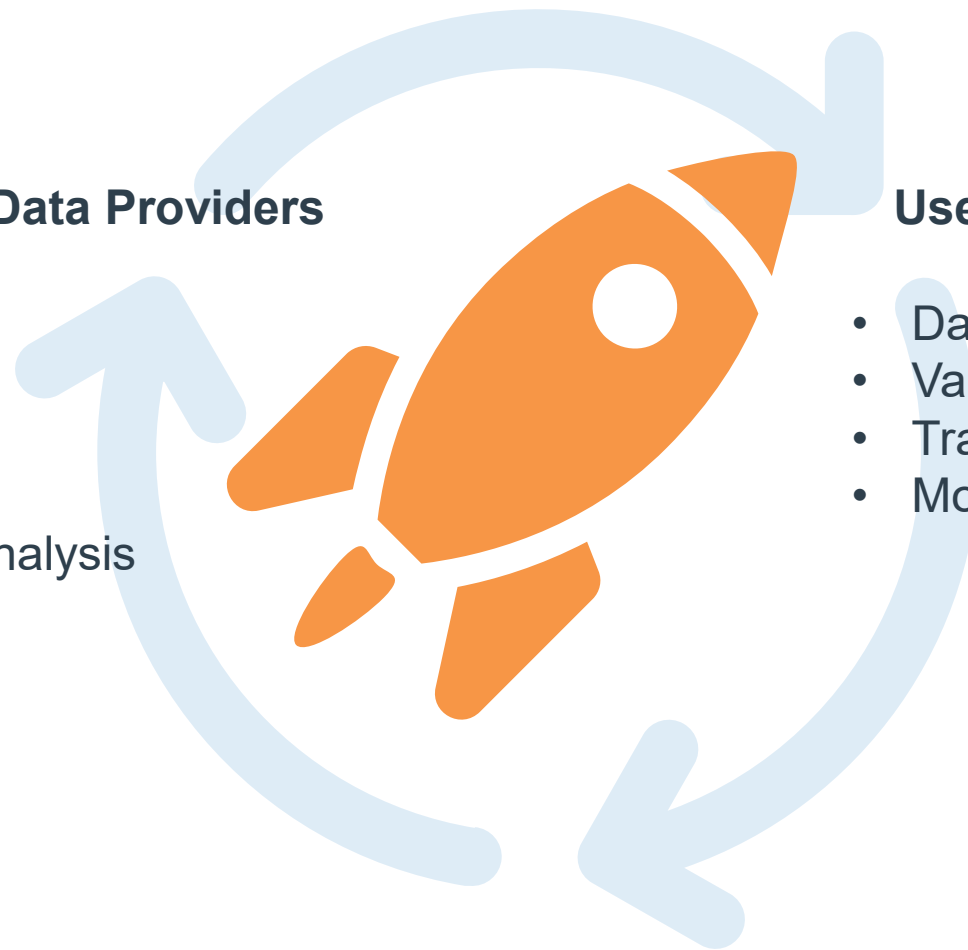 Data Providers
nalysis
Use
• Da
• Va
• Tra
• Mo